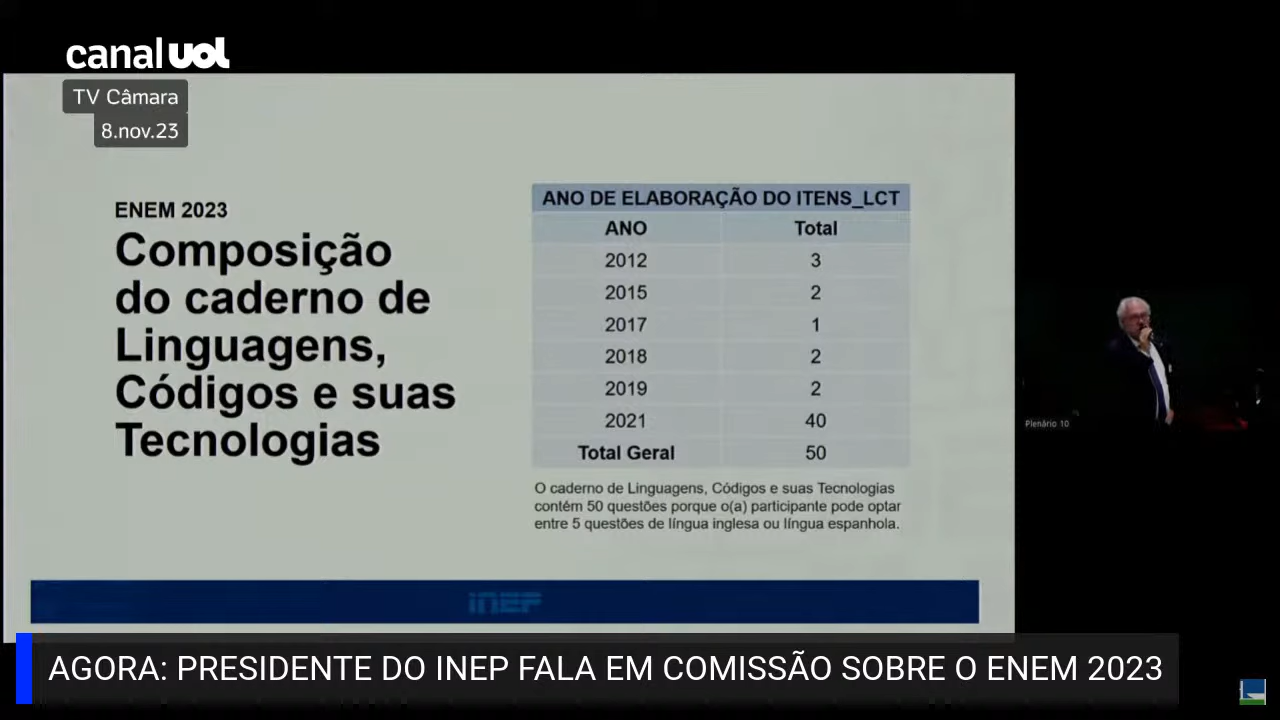 canal uol
TV Câmara
8.nov.23
ENEM 2023
Composição
do caderno de
Linguagens,
Códigos e suas
Tecnologias
ANO DE ELABORAÇÃO DO ITENS_LCT
ANO Total
2012 3
2015 2
2017 1
2018 2
2019 2
2021 40
Total Geral 50
O caderno de Linguagens, Códigos e suas Tecnologias
contém 50 questões porque o(a) participante pode optar
entre 5 questões de língua inglesa ou língua espanhola.
inep
Plenário 10
AGORA: PRESIDENTE DO INEP FALA EM COMISSÃO SOBRE O ENEM 2023